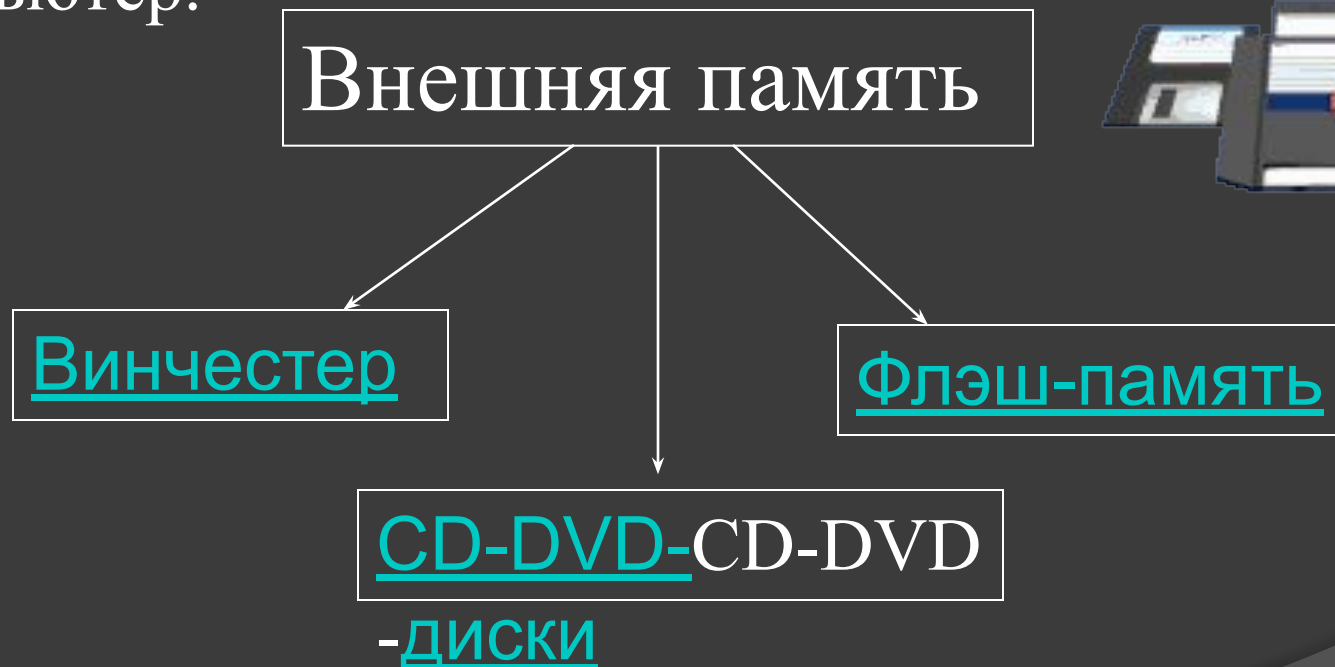 Внешняя память
Винчестер
Флэш-память
CD-DVD-CD-DVD
-диски